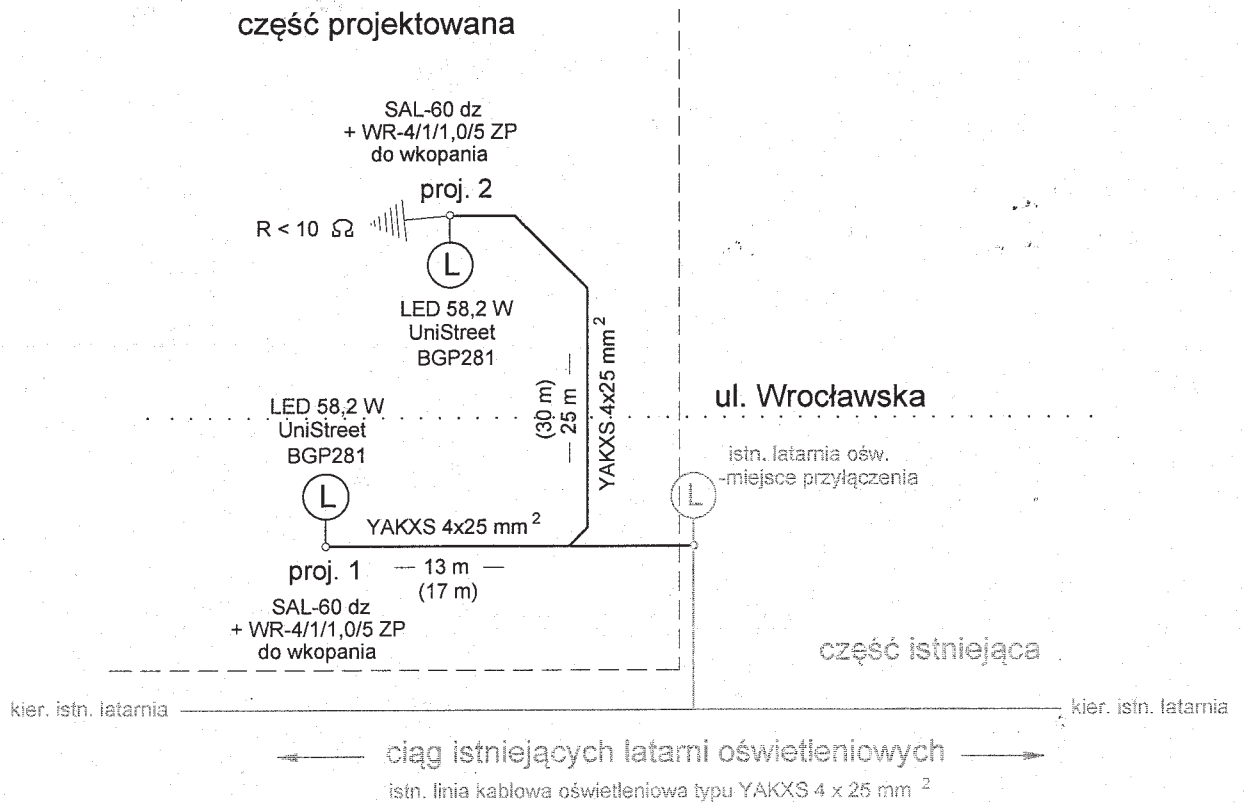 część projektowana
SAL-60 dz
+ WR-4/1/1,0/5 ZP
do wkopania
proj. 2
R < 10 Ω
L
LED 58,2 W
UniStreet
BGP281
(30 m)
25 m
YAKXS 4x25 mm²
ul. Wrocławska
LED 58,2 W
UniStreet
BGP281
L
istn. latarnia ośw.
-miejsce przyłączenia
L
YAKXS 4x25 mm²
proj. 1
13 m
(17 m)
SAL-60 dz
+ WR-4/1/1,0/5 ZP
do wkopania
część istniejąca
kier. istn. latarnia
kier. istn. latarnia
ciąg istniejących latarni oświetleniowych
istn. linia kablowa oświetleniowa typu YAKXS 4 x 25 mm²